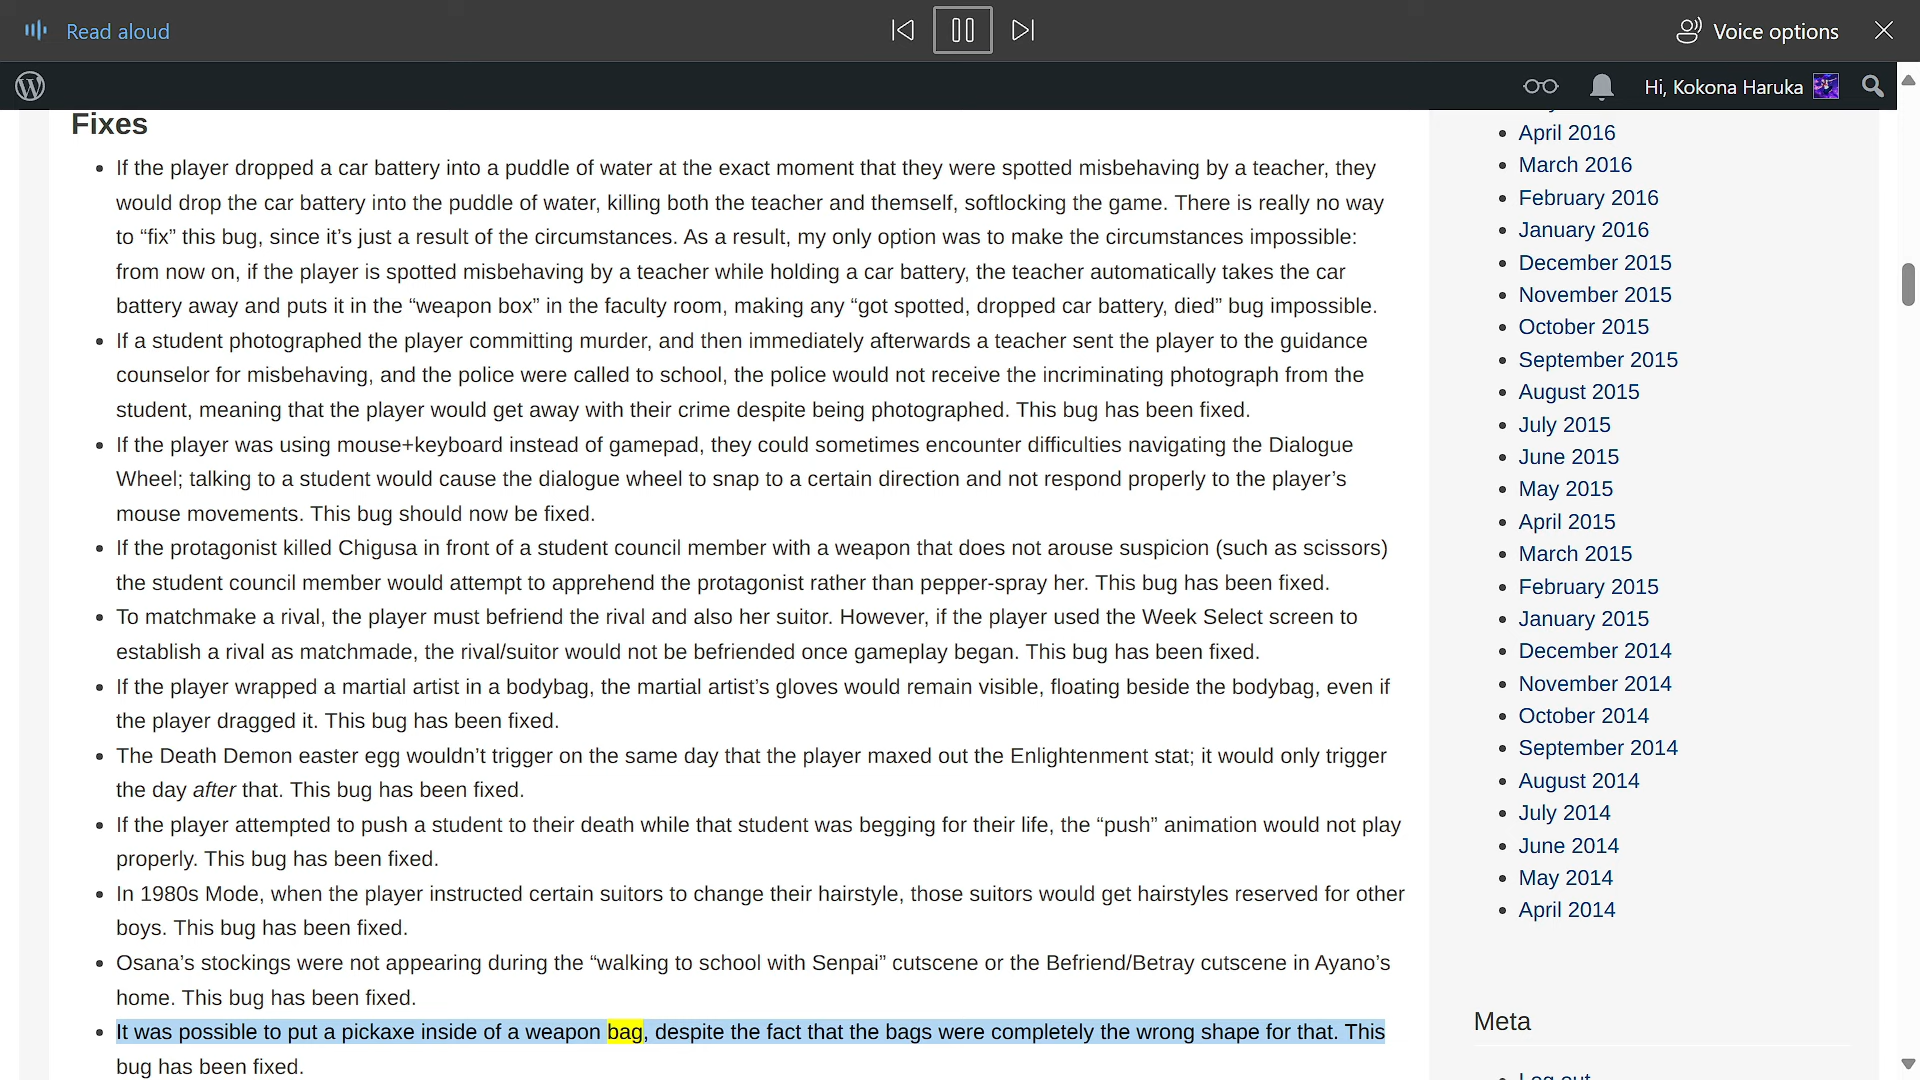 Read aloud
Voice options
Hi, Kokona Haruka
Fixes
If the player dropped a car battery into a puddle of water at the exact moment that they were spotted misbehaving by a teacher, they
would drop the car battery into the puddle of water, killing both the teacher and themself, softlocking the game. There is really no way
to “fix” this bug, since it’s just a result of the circumstances. As a result, my only option was to make the circumstances impossible:
from now on, if the player is spotted misbehaving by a teacher while holding a car battery, the teacher automatically takes the car
battery away and puts it in the “weapon box” in the faculty room, making any “got spotted, dropped car battery, died” bug impossible.
If a student photographed the player committing murder, and then immediately afterwards a teacher sent the player to the guidance
counselor for misbehaving, and the police were called to school, the police would not receive the incriminating photograph from the
student, meaning that the player would get away with their crime despite being photographed. This bug has been fixed.
If the player was using mouse+keyboard instead of gamepad, they could sometimes encounter difficulties navigating the Dialogue
Wheel; talking to a student would cause the dialogue wheel to snap to a certain direction and not respond properly to the player’s
mouse movements. This bug should now be fixed.
If the protagonist killed Chigusa in front of a student council member with a weapon that does not arouse suspicion (such as scissors)
the student council member would attempt to apprehend the protagonist rather than pepper-spray her. This bug has been fixed.
To matchmake a rival, the player must befriend the rival and also her suitor. However, if the player used the Week Select screen to
establish a rival as matchmade, the rival/suitor would not be befriended once gameplay began. This bug has been fixed.
If the player wrapped a martial artist in a bodybag, the martial artist’s gloves would remain visible, floating beside the bodybag, even if
the player dragged it. This bug has been fixed.
The Death Demon easter egg wouldn’t trigger on the same day that the player maxed out the Enlightenment stat; it would only trigger
the day after that. This bug has been fixed.
If the player attempted to push a student to their death while that student was begging for their life, the “push” animation would not play
properly. This bug has been fixed.
In 1980s Mode, when the player instructed certain suitors to change their hairstyle, those suitors would get hairstyles reserved for other
boys. This bug has been fixed.
Osana’s stockings were not appearing during the “walking to school with Senpai” cutscene or the Befriend/Betray cutscene in Ayano’s
home. This bug has been fixed.
It was possible to put a pickaxe inside of a weapon bag, despite the fact that the bags were completely the wrong shape for that. This
bug has been fixed.
April 2016
March 2016
February 2016
January 2016
December 2015
November 2015
October 2015
September 2015
August 2015
July 2015
June 2015
May 2015
April 2015
March 2015
February 2015
January 2015
December 2014
November 2014
October 2014
September 2014
August 2014
July 2014
June 2014
May 2014
April 2014
Meta
Log out